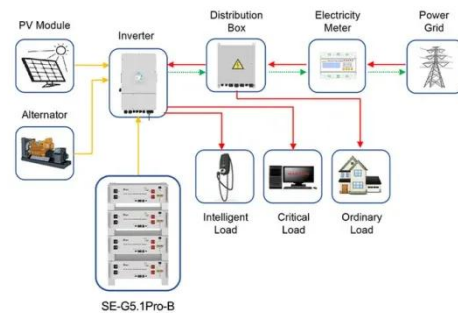 PV Module
Inverter
Distribution
Box
Electricity
Meter
Power
Grid
Alternator
Intelligent
Load
Critical
Load
Ordinary
Load
SE-G5.1Pro-B